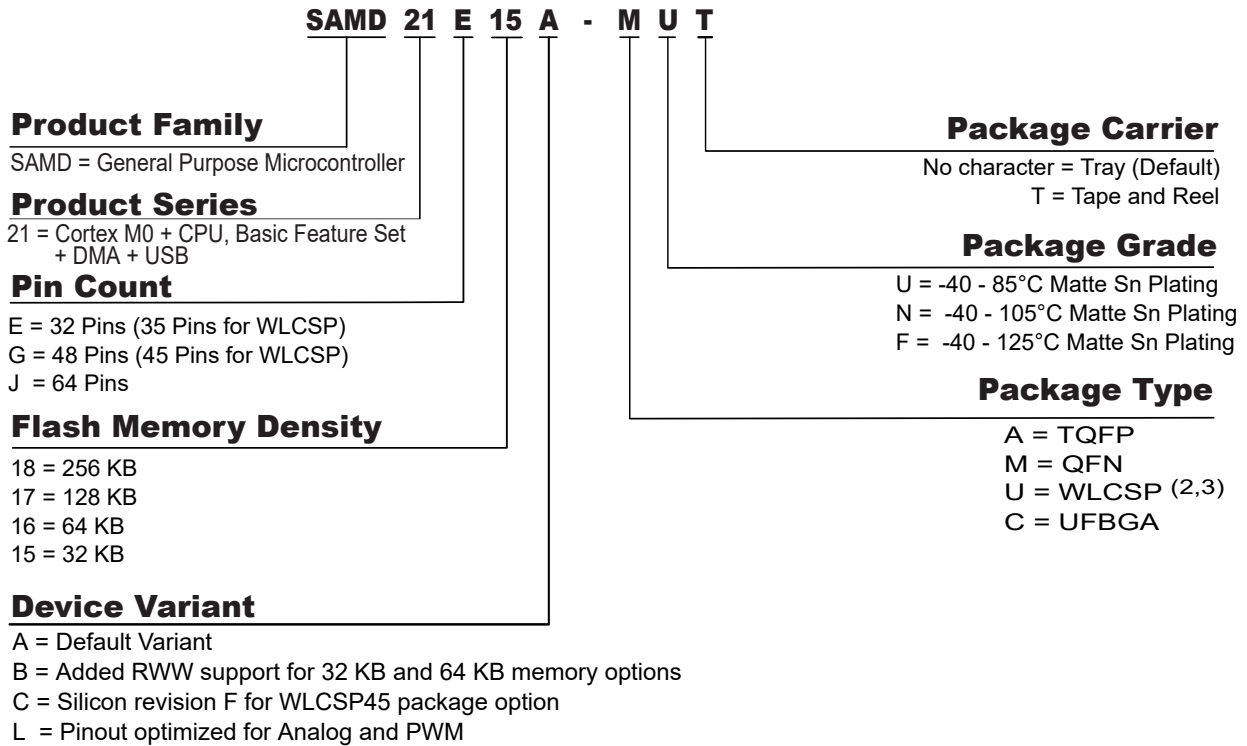 SAMD 21 E 15 A - M U T
Product Family
SAMD = General Purpose Microcontroller
Product Series
21 = Cortex M0 + CPU, Basic Feature Set
+ DMA + USB
Pin Count
E = 32 Pins (35 Pins for WLCSP)
G = 48 Pins (45 Pins for WLCSP)
J = 64 Pins
Flash Memory Density
18 = 256 KB
17 = 128 KB
16 = 64 KB
15 = 32 KB
Device Variant
A = Default Variant
B = Added RWW support for 32 KB and 64 KB memory options
C = Silicon revision F for WLCSP45 package option
L = Pinout optimized for Analog and PWM
Package Carrier
No character = Tray (Default)
T = Tape and Reel
Package Grade
U = -40 - 85°C Matte Sn Plating
N = -40 - 105°C Matte Sn Plating
F = -40 - 125°C Matte Sn Plating
Package Type
A = TQFP
M = QFN
U = WLCSP (2,3)
C = UFBGA